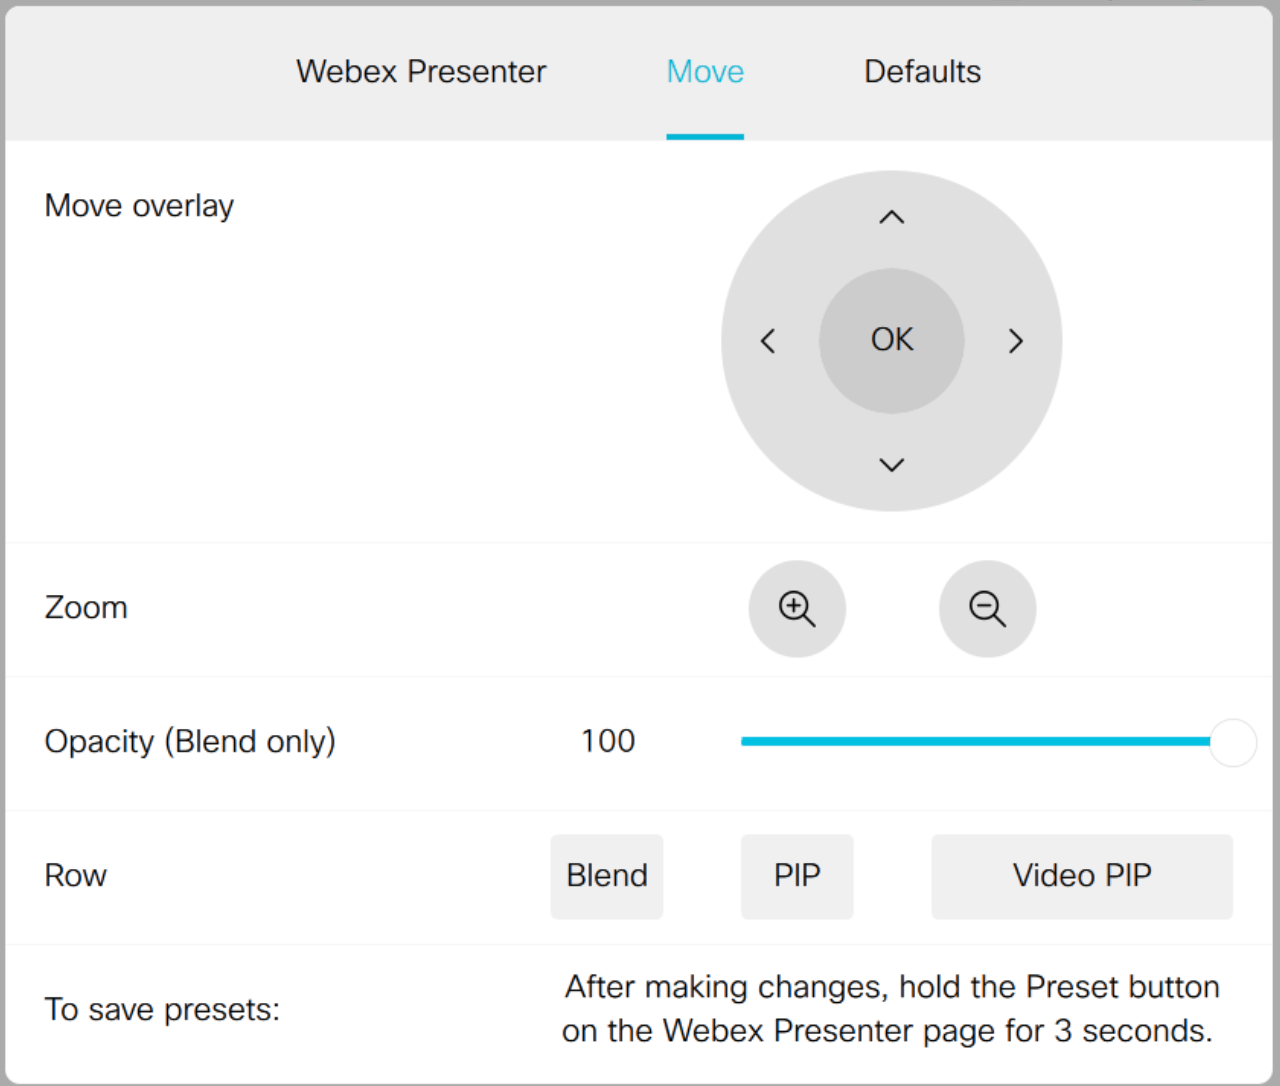 Webex Presenter Move Defaults
Move overlay
OK
Zoom
Opacity (Blend only) 100
Row Blend PIP Video PIP
To save presets:
After making changes, hold the Preset button
on the Webex Presenter page for 3 seconds.